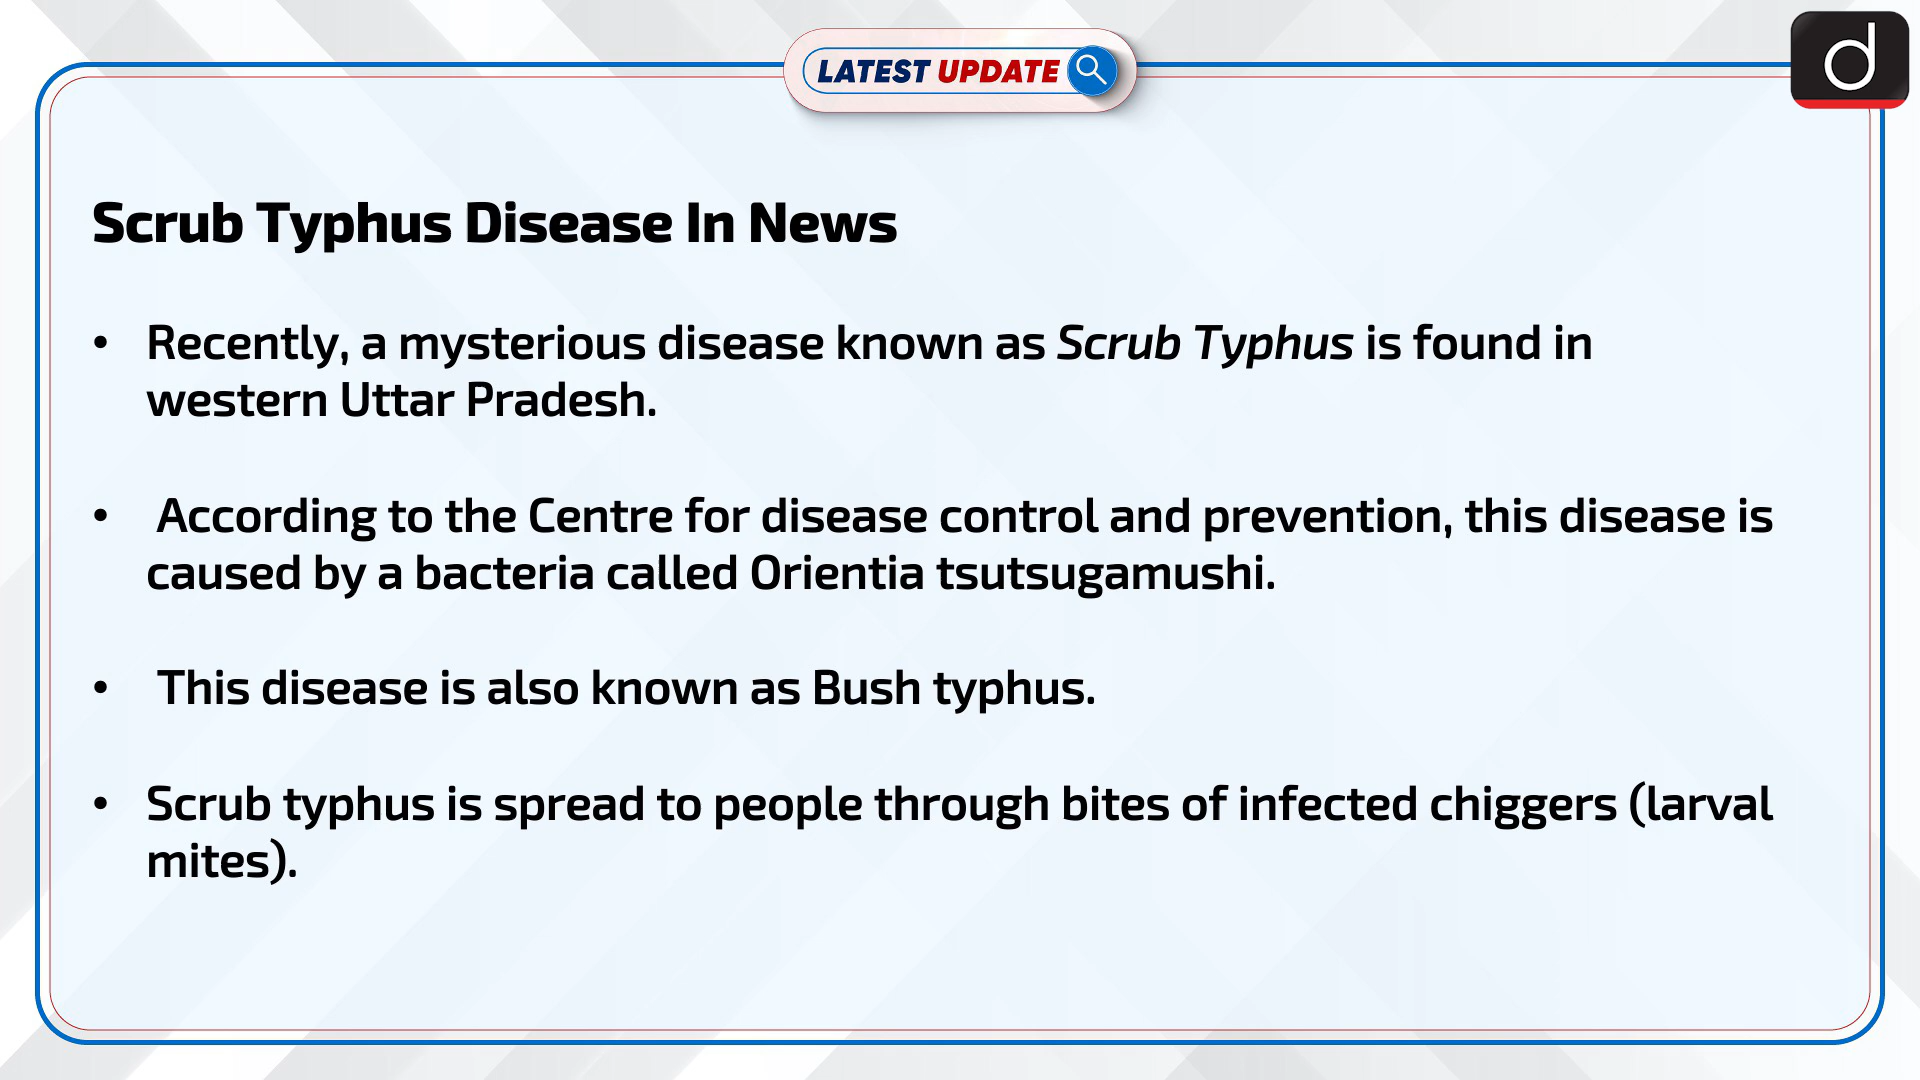 LATEST UPDATE
d
Scrub Typhus Disease In News
• Recently, a mysterious disease known as Scrub Typhus is found in
western Uttar Pradesh.
• According to the Centre for disease control and prevention, this disease is
caused by a bacteria called Orientia tsutsugamushi.
• This disease is also known as Bush typhus.
• Scrub typhus is spread to people through bites of infected chiggers (larval
mites).